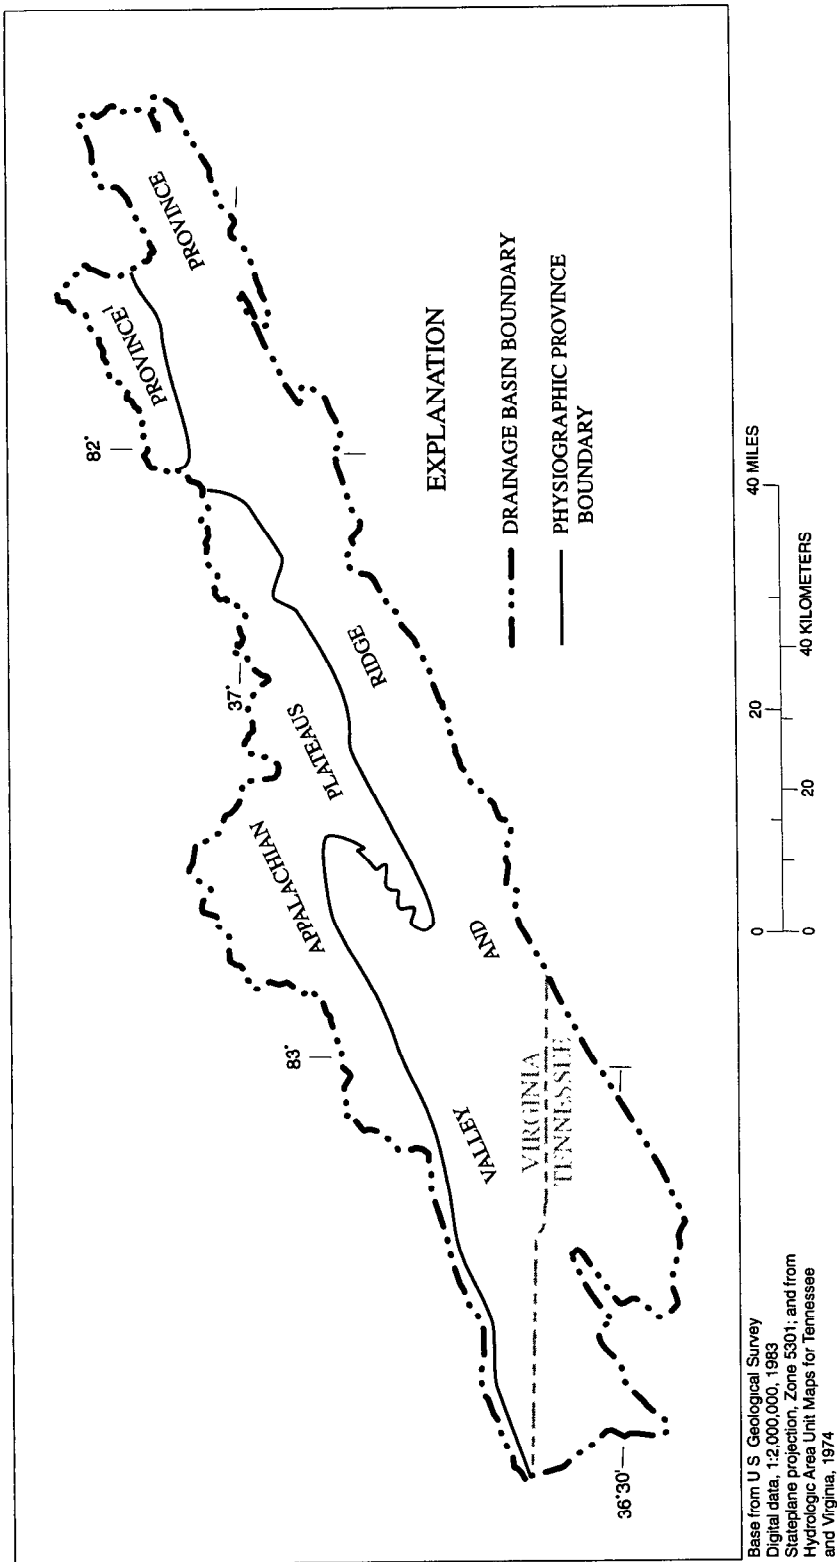 82°
37°
83°
36°30'
APPALACHIAN
PLATEAUS
PROVINCE¹
VALLEY
AND
RIDGE
PROVINCE
VIRGINIA
TENNESSEE
EXPLANATION
DRAINAGE BASIN BOUNDARY
PHYSIOGRAPHIC PROVINCE
BOUNDARY
0 20 40 MILES
0 20 40 KILOMETERS
Base from U S Geological Survey
Digital data, 1:2,000,000, 1983
Stateplane projection, Zone 5301; and from
Hydrologic Area Unit Maps for Tennessee
and Virginia, 1974